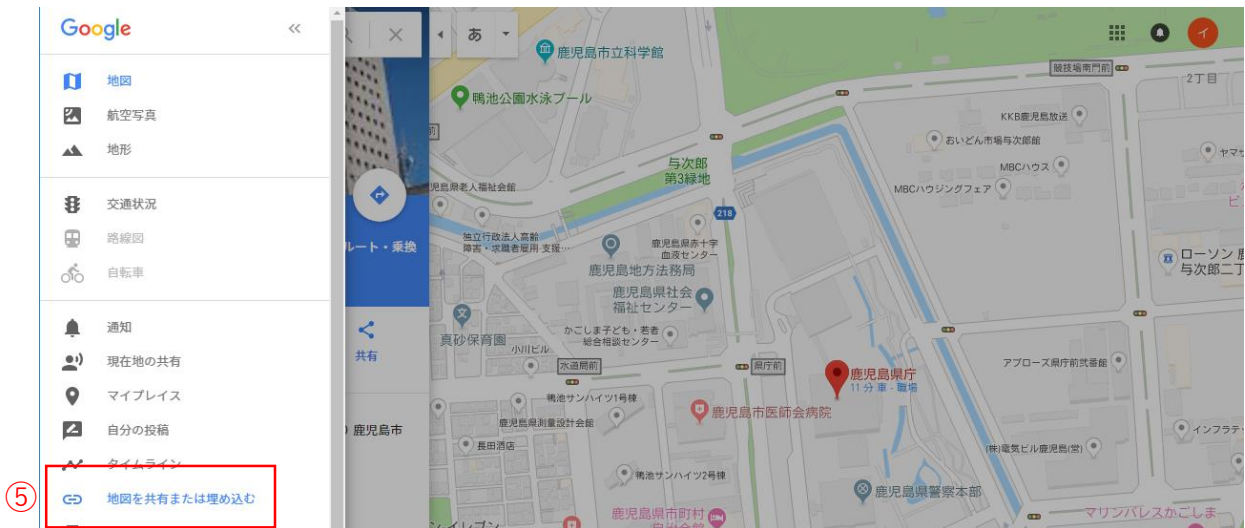 Google
地図
航空写真
地形
交通状況
路線図
自転車
通知
現在地の共有
マイプレイス
自分の投稿
タイムライン
⑤
地図を共有または埋め込む
ルート・乗換
共有
鹿児島市
あ
イ
鹿児島市立科学館
鴨池公園水泳プール
競技場南門前
2丁目
KKB鹿児島放送
おいどん市場与次郎館
MBCハウス
MBCハウジングフェア
与次郎
第3緑地
218
鹿児島県赤十字
血液センター
独立行政法人高齢
障害・求職者雇用 支援…
鹿児島地方法務局
鹿児島県社会
福祉センター
かごしま子ども・若者
総合相談センター
真砂保育園
小川ビル
水道局前
県庁前
鹿児島県庁
11分 車 - 職場
ローソン 鹿
与次郎二丁
アプローズ県庁前弐番館
鴨池サンハイツ1号棟
鹿児島県測量設計会館
鹿児島市医師会病院
長田酒店
鴨池サンハイツ2号棟
鹿児島県警察本部
(株)電気ビル鹿児島(営)
インフラテ
鹿児島県市町村
自治会館
マリンパレスかごしま